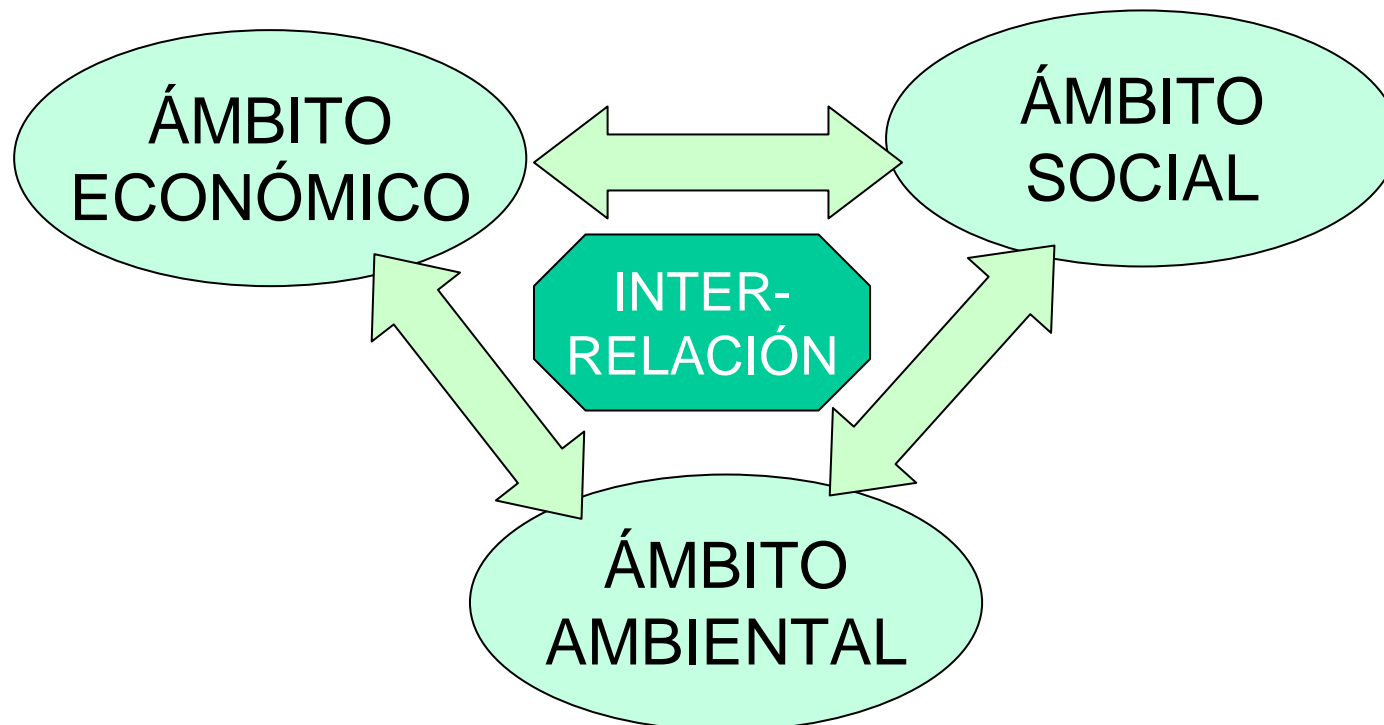 ÁMBITO
ECONÓMICO
ÁMBITO
SOCIAL
INTER-
RELACIÓN
ÁMBITO
AMBIENTAL